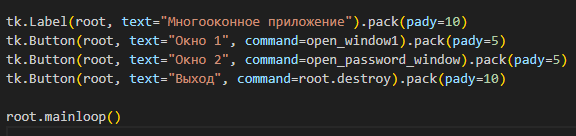 tk.Label(root, text="Многооконное приложение").pack(pady=10)
tk.Button(root, text="Окно 1", command=open_window1).pack(pady=5)
tk.Button(root, text="Окно 2", command=open_password_window).pack(pady=5)
tk.Button(root, text="Выход", command=root.destroy).pack(pady=10)
root.mainloop()